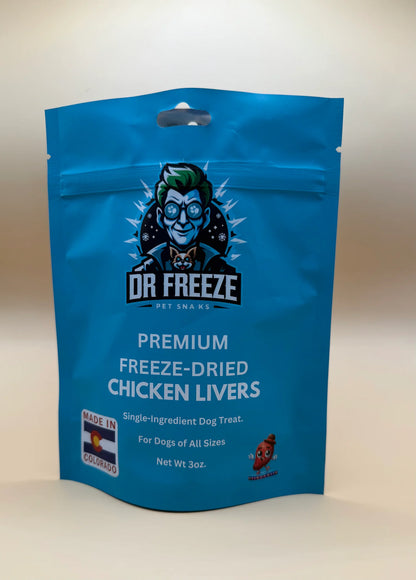 DR FREEZE
PET SNAKS
PREMIUM
FREEZE-DRIED
CHICKEN LIVERS
Single-Ingredient Dog Treat.
For Dogs of All Sizes
Net Wt 3oz.
MADE IN
COLORADO